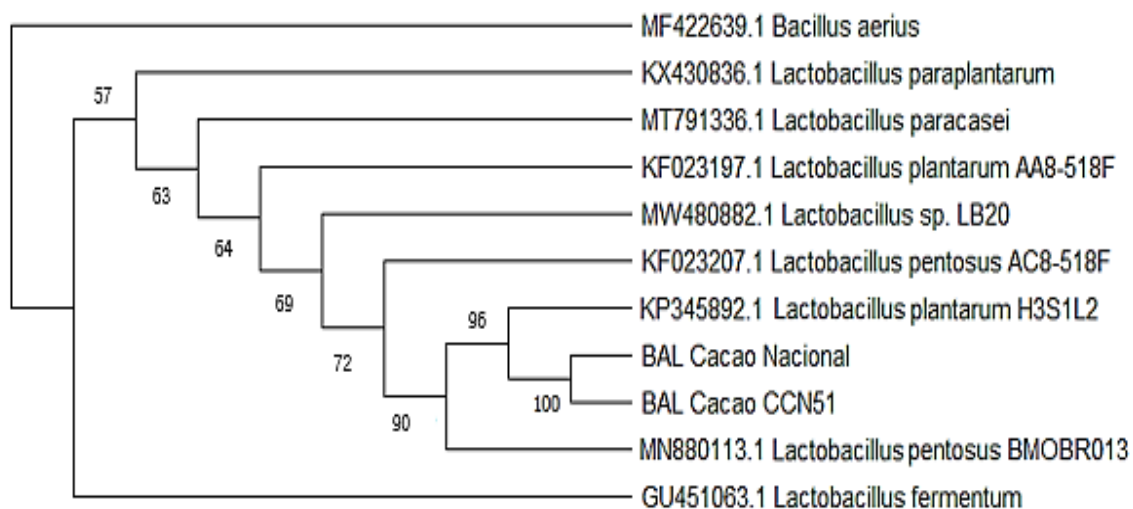 MF422639.1 Bacillus aerius
57
KX430836.1 Lactobacillus paraplantarum
MT791336.1 Lactobacillus paracasei
63
KF023197.1 Lactobacillus plantarum AA8-518F
64
MW480882.1 Lactobacillus sp. LB20
69
KF023207.1 Lactobacillus pentosus AC8-518F
72
96
KP345892.1 Lactobacillus plantarum H3S1L2
BAL Cacao Nacional
100
BAL Cacao CCN51
90
MN880113.1 Lactobacillus pentosus BMOBR013
GU451063.1 Lactobacillus fermentum